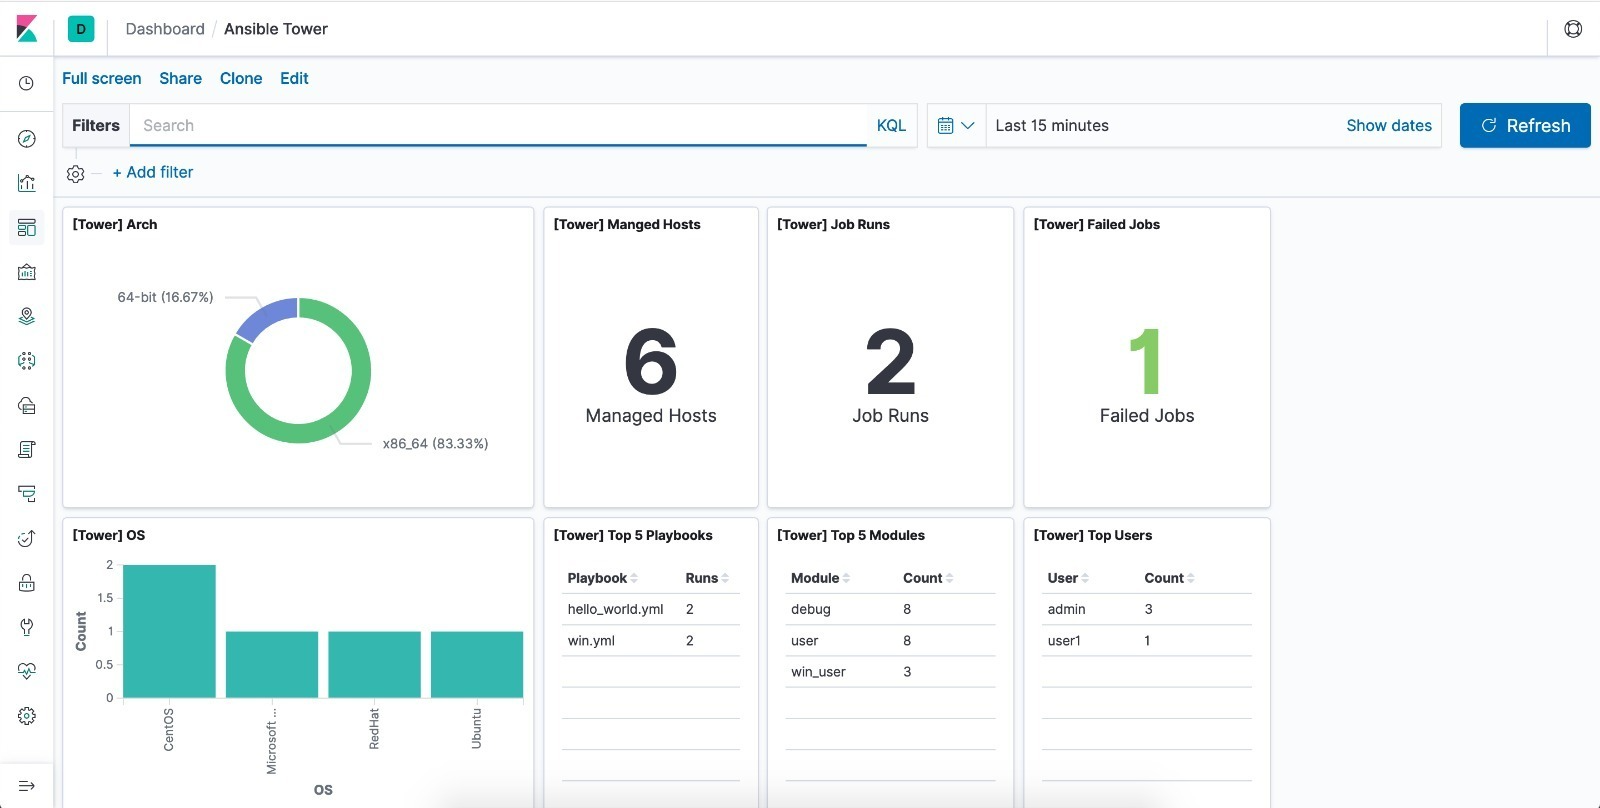 D Dashboard / Ansible Tower
Full screen Share Clone Edit
Filters Search KQL Last 15 minutes Show dates Refresh
+ Add filter
[Tower] Arch
64-bit (16.67%)
x86_64 (83.33%)
[Tower] Manged Hosts
6
Managed Hosts
[Tower] Job Runs
2
Job Runs
[Tower] Failed Jobs
1
Failed Jobs
[Tower] OS
2
1.5
1
0.5
0
Count
CentOS
Microsoft ...
RedHat
Ubuntu
OS
[Tower] Top 5 Playbooks
Playbook Runs
hello_world.yml 2
win.yml 2
[Tower] Top 5 Modules
Module Count
debug 8
user 8
win_user 3
[Tower] Top Users
User Count
admin 3
user1 1